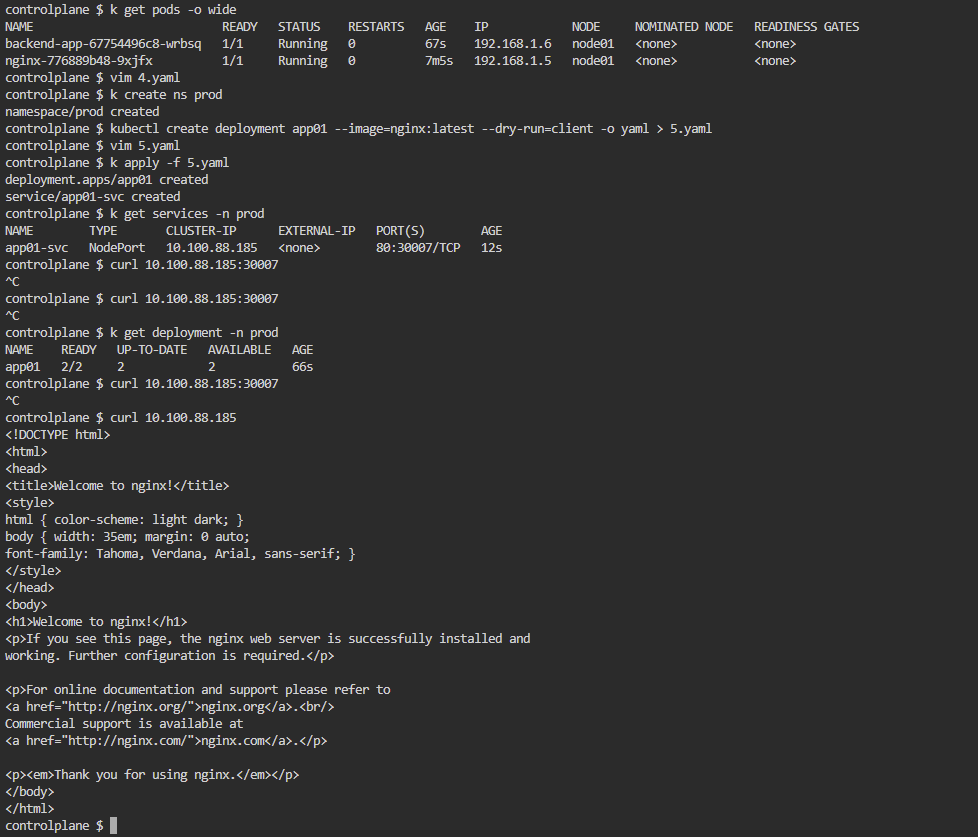 controlplane $ k get pods -o wide
NAME                           READY   STATUS    RESTARTS   AGE    IP            NODE     NOMINATED NODE   READINESS GATES
backend-app-67754496c8-wrbsq   1/1     Running   0          67s    192.168.1.6   node01   <none>           <none>
nginx-776889b48-9xjfx          1/1     Running   0          7m5s   192.168.1.5   node01   <none>           <none>
controlplane $ vim 4.yaml
controlplane $ k create ns prod
namespace/prod created
controlplane $ kubectl create deployment app01 --image=nginx:latest --dry-run=client -o yaml > 5.yaml
controlplane $ vim 5.yaml
controlplane $ k apply -f 5.yaml
deployment.apps/app01 created
service/app01-svc created
controlplane $ k get services -n prod
NAME        TYPE       CLUSTER-IP      EXTERNAL-IP   PORT(S)        AGE
app01-svc   NodePort   10.100.88.185   <none>        80:30007/TCP   12s
controlplane $ curl 10.100.88.185:30007
^C
controlplane $ curl 10.100.88.185:30007
^C
controlplane $ k get deployment -n prod
NAME    READY   UP-TO-DATE   AVAILABLE   AGE
app01   2/2     2            2           66s
controlplane $ curl 10.100.88.185:30007
^C
controlplane $ curl 10.100.88.185
<!DOCTYPE html>
<html>
<head>
<title>Welcome to nginx!</title>
<style>
html { color-scheme: light dark; }
body { width: 35em; margin: 0 auto;
font-family: Tahoma, Verdana, Arial, sans-serif; }
</style>
</head>
<body>
<h1>Welcome to nginx!</h1>
<p>If you see this page, the nginx web server is successfully installed and
working. Further configuration is required.</p>

<p>For online documentation and support please refer to
<a href="http://nginx.org/">nginx.org</a>.<br/>
Commercial support is available at
<a href="http://nginx.com/">nginx.com</a>.</p>

<p><em>Thank you for using nginx.</em></p>
</body>
</html>
controlplane $